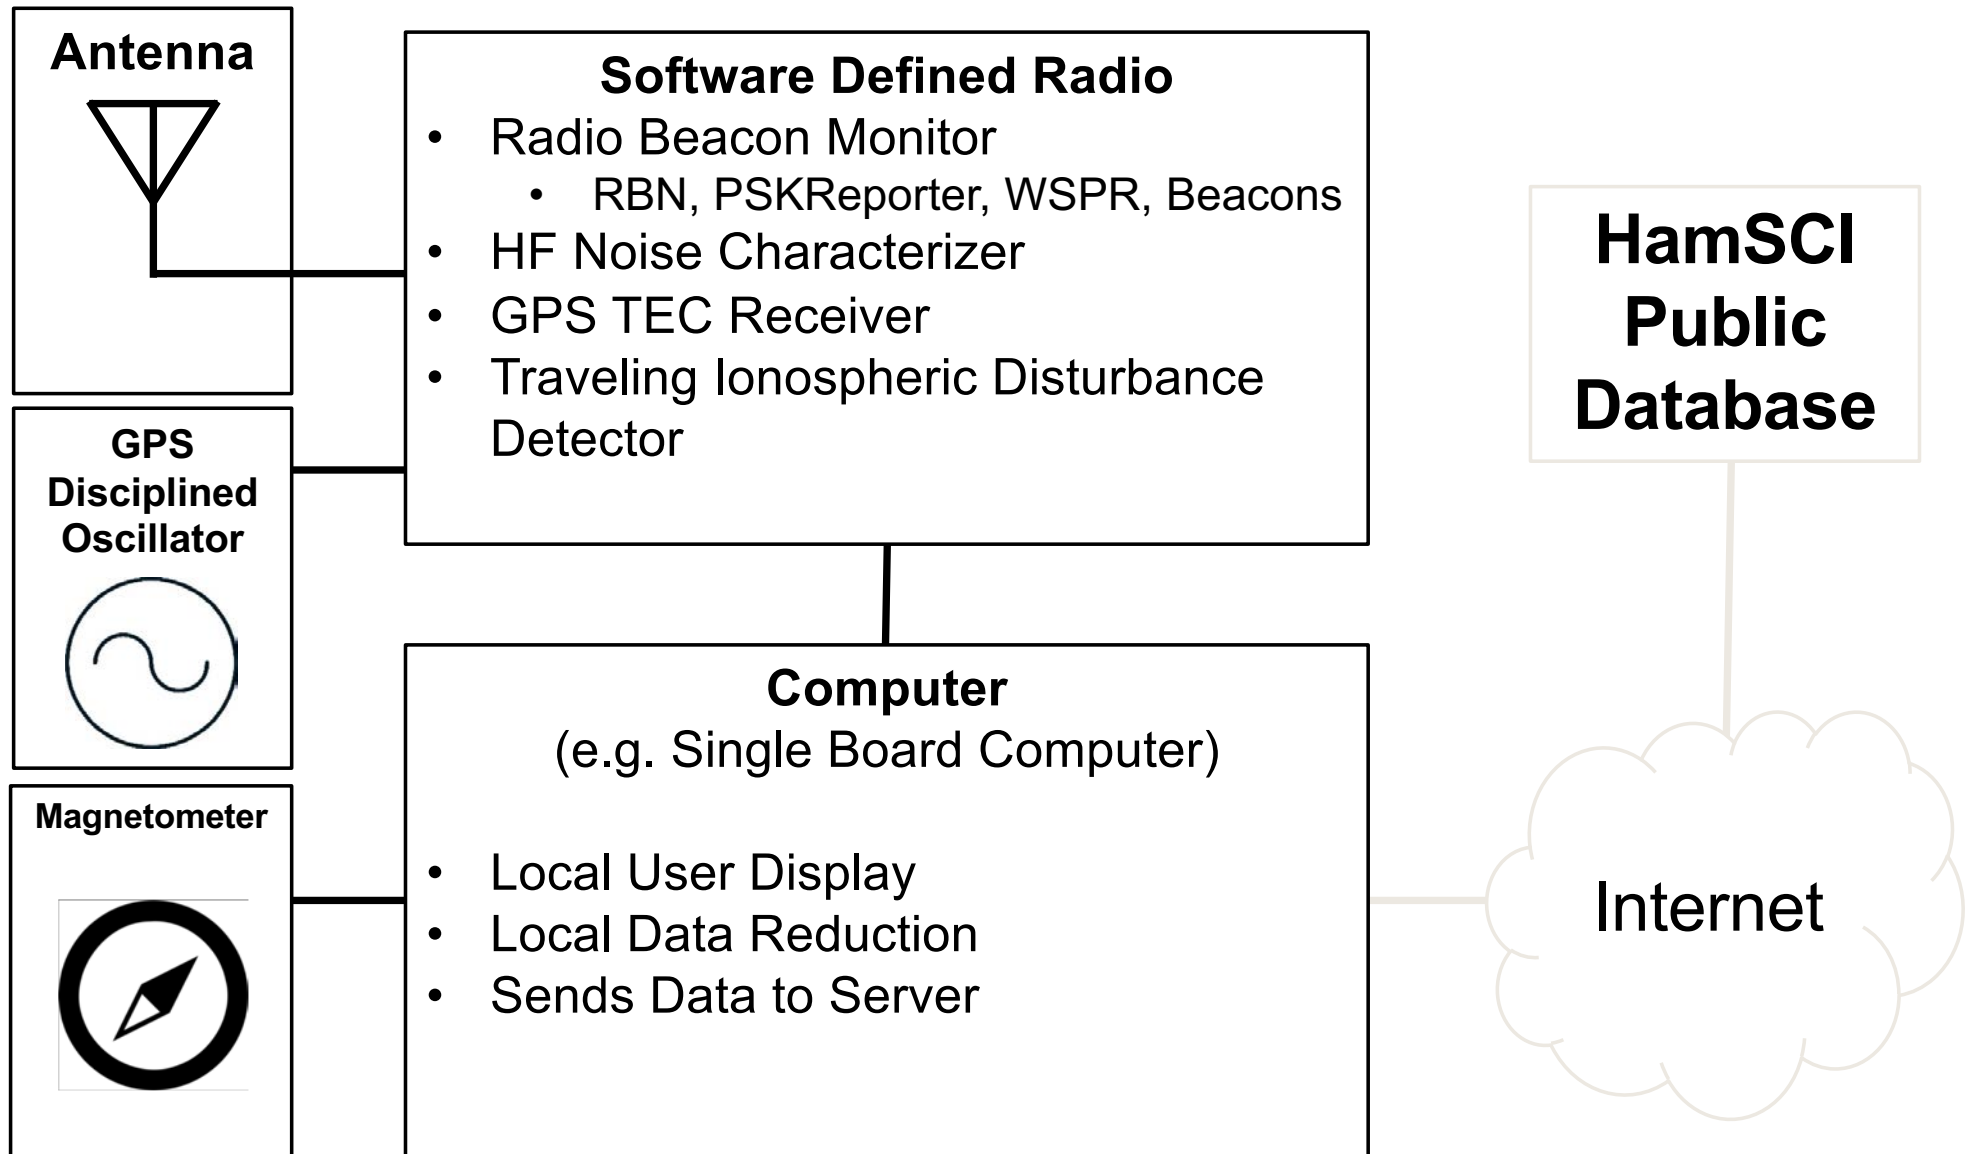 Antenna
Software Defined Radio
• Radio Beacon Monitor
• RBN, PSKReporter, WSPR, Beacons
• HF Noise Characterizer
• GPS TEC Receiver
• Traveling Ionospheric Disturbance
Detector
GPS
Disciplined
Oscillator
Magnetometer
Computer
(e.g. Single Board Computer)
• Local User Display
• Local Data Reduction
• Sends Data to Server
HamSCI
Public
Database
Internet